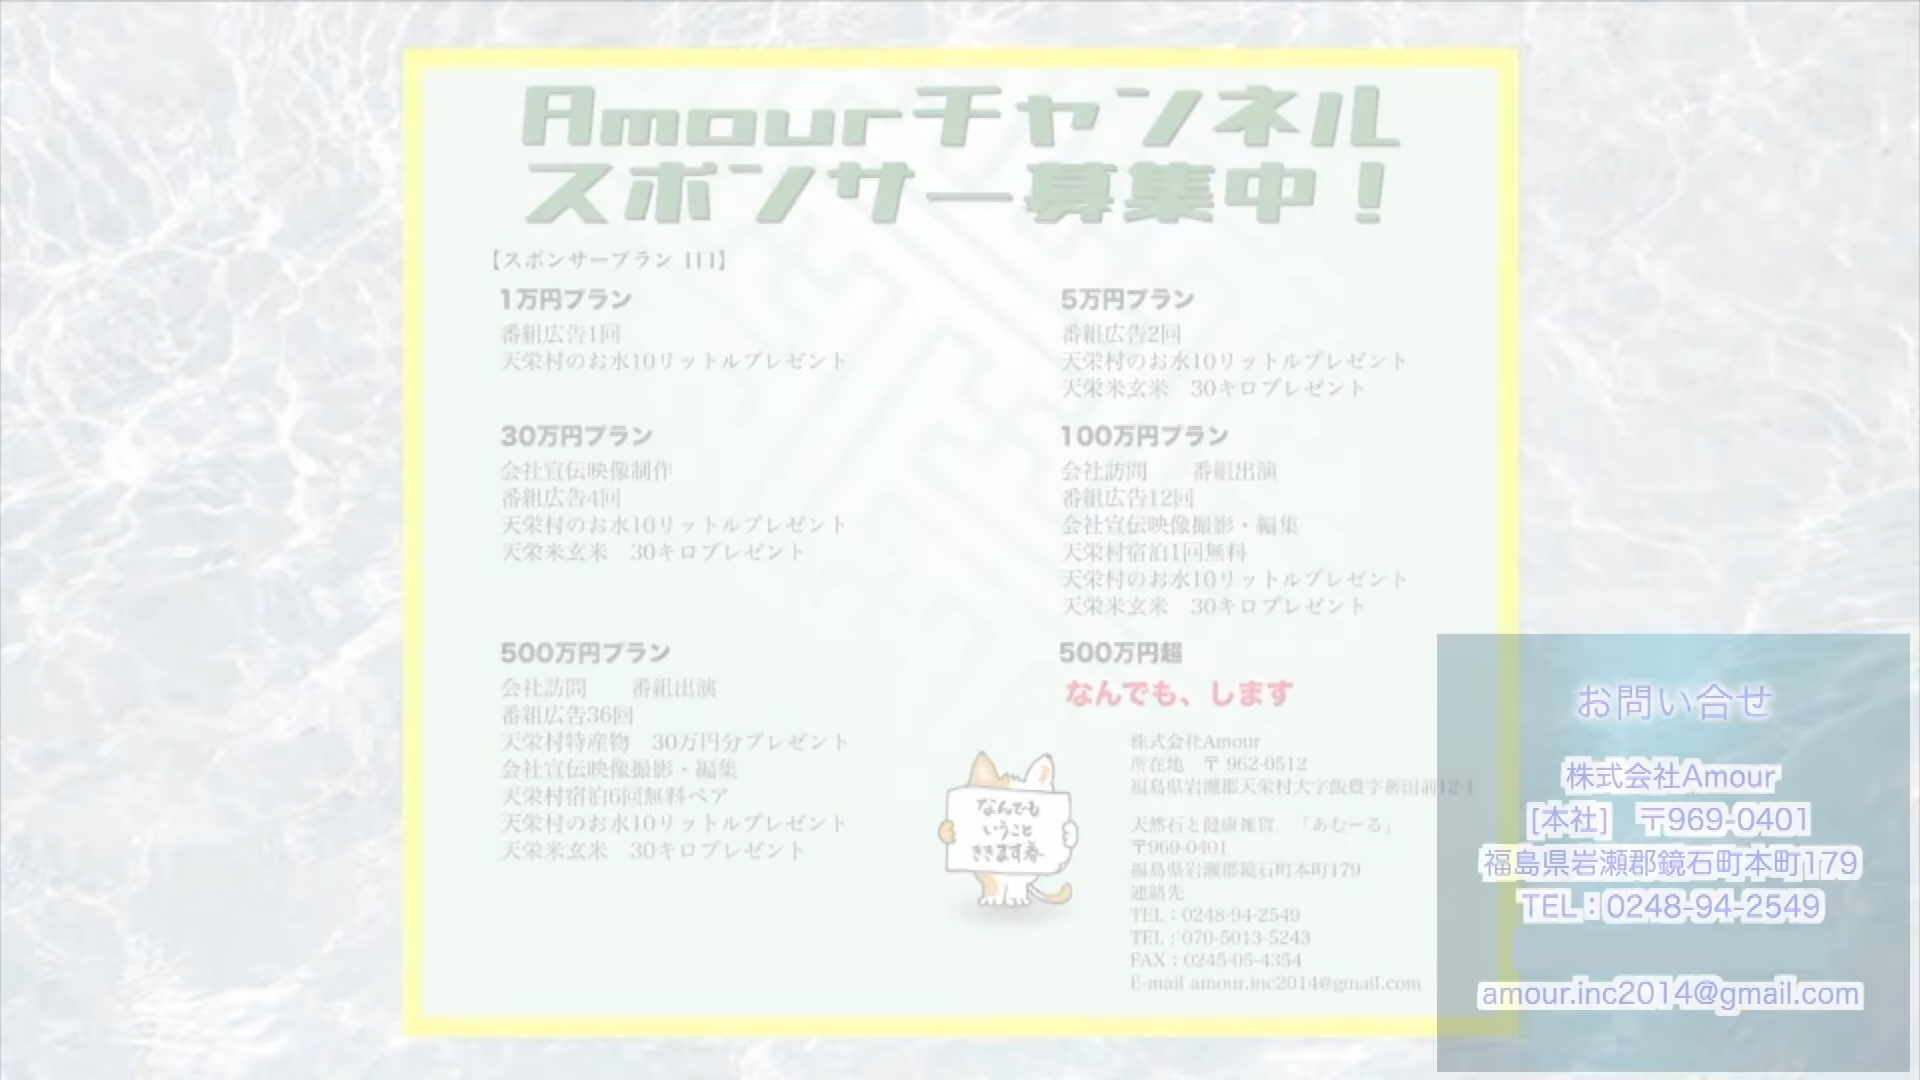 Amourチャンネル
スポンサー募集中！
【スポンサープラン 1口】
1万円プラン
番組広告1回
天栄村のお水10リットルプレゼント
5万円プラン
番組広告2回
天栄村のお水10リットルプレゼント
天栄米玄米　30キロプレゼント
30万円プラン
会社宣伝映像制作
番組広告4回
天栄村のお水10リットルプレゼント
天栄米玄米　30キロプレゼント
100万円プラン
会社訪問　　番組出演
番組広告12回
会社宣伝映像撮影・編集
天栄村宿泊1回無料
天栄村のお水10リットルプレゼント
天栄米玄米　30キロプレゼント
500万円プラン
会社訪問　　番組出演
番組広告36回
天栄村特産物　30万円分プレゼント
会社宣伝映像撮影・編集
天栄村宿泊6回無料ペア
天栄村のお水10リットルプレゼント
天栄米玄米　30キロプレゼント
500万円超
なんでも、します
なんでも
いうこと
ききます券
株式会社Amour
所在地　〒 962-0512
福島県岩瀬郡天栄村大字飯豊字新田前12-1
天然石と健康雑貨　「あむーる」
〒969-0401
福島県岩瀬郡鏡石町本町179
連絡先
TEL：0248-94-2549
TEL：070-5013-5243
FAX：0245-05-4354
E-mail amour.inc2014@gmail.com
お問い合せ
株式会社Amour
[本社]　〒969-0401
福島県岩瀬郡鏡石町本町179
TEL：0248-94-2549
amour.inc2014@gmail.com